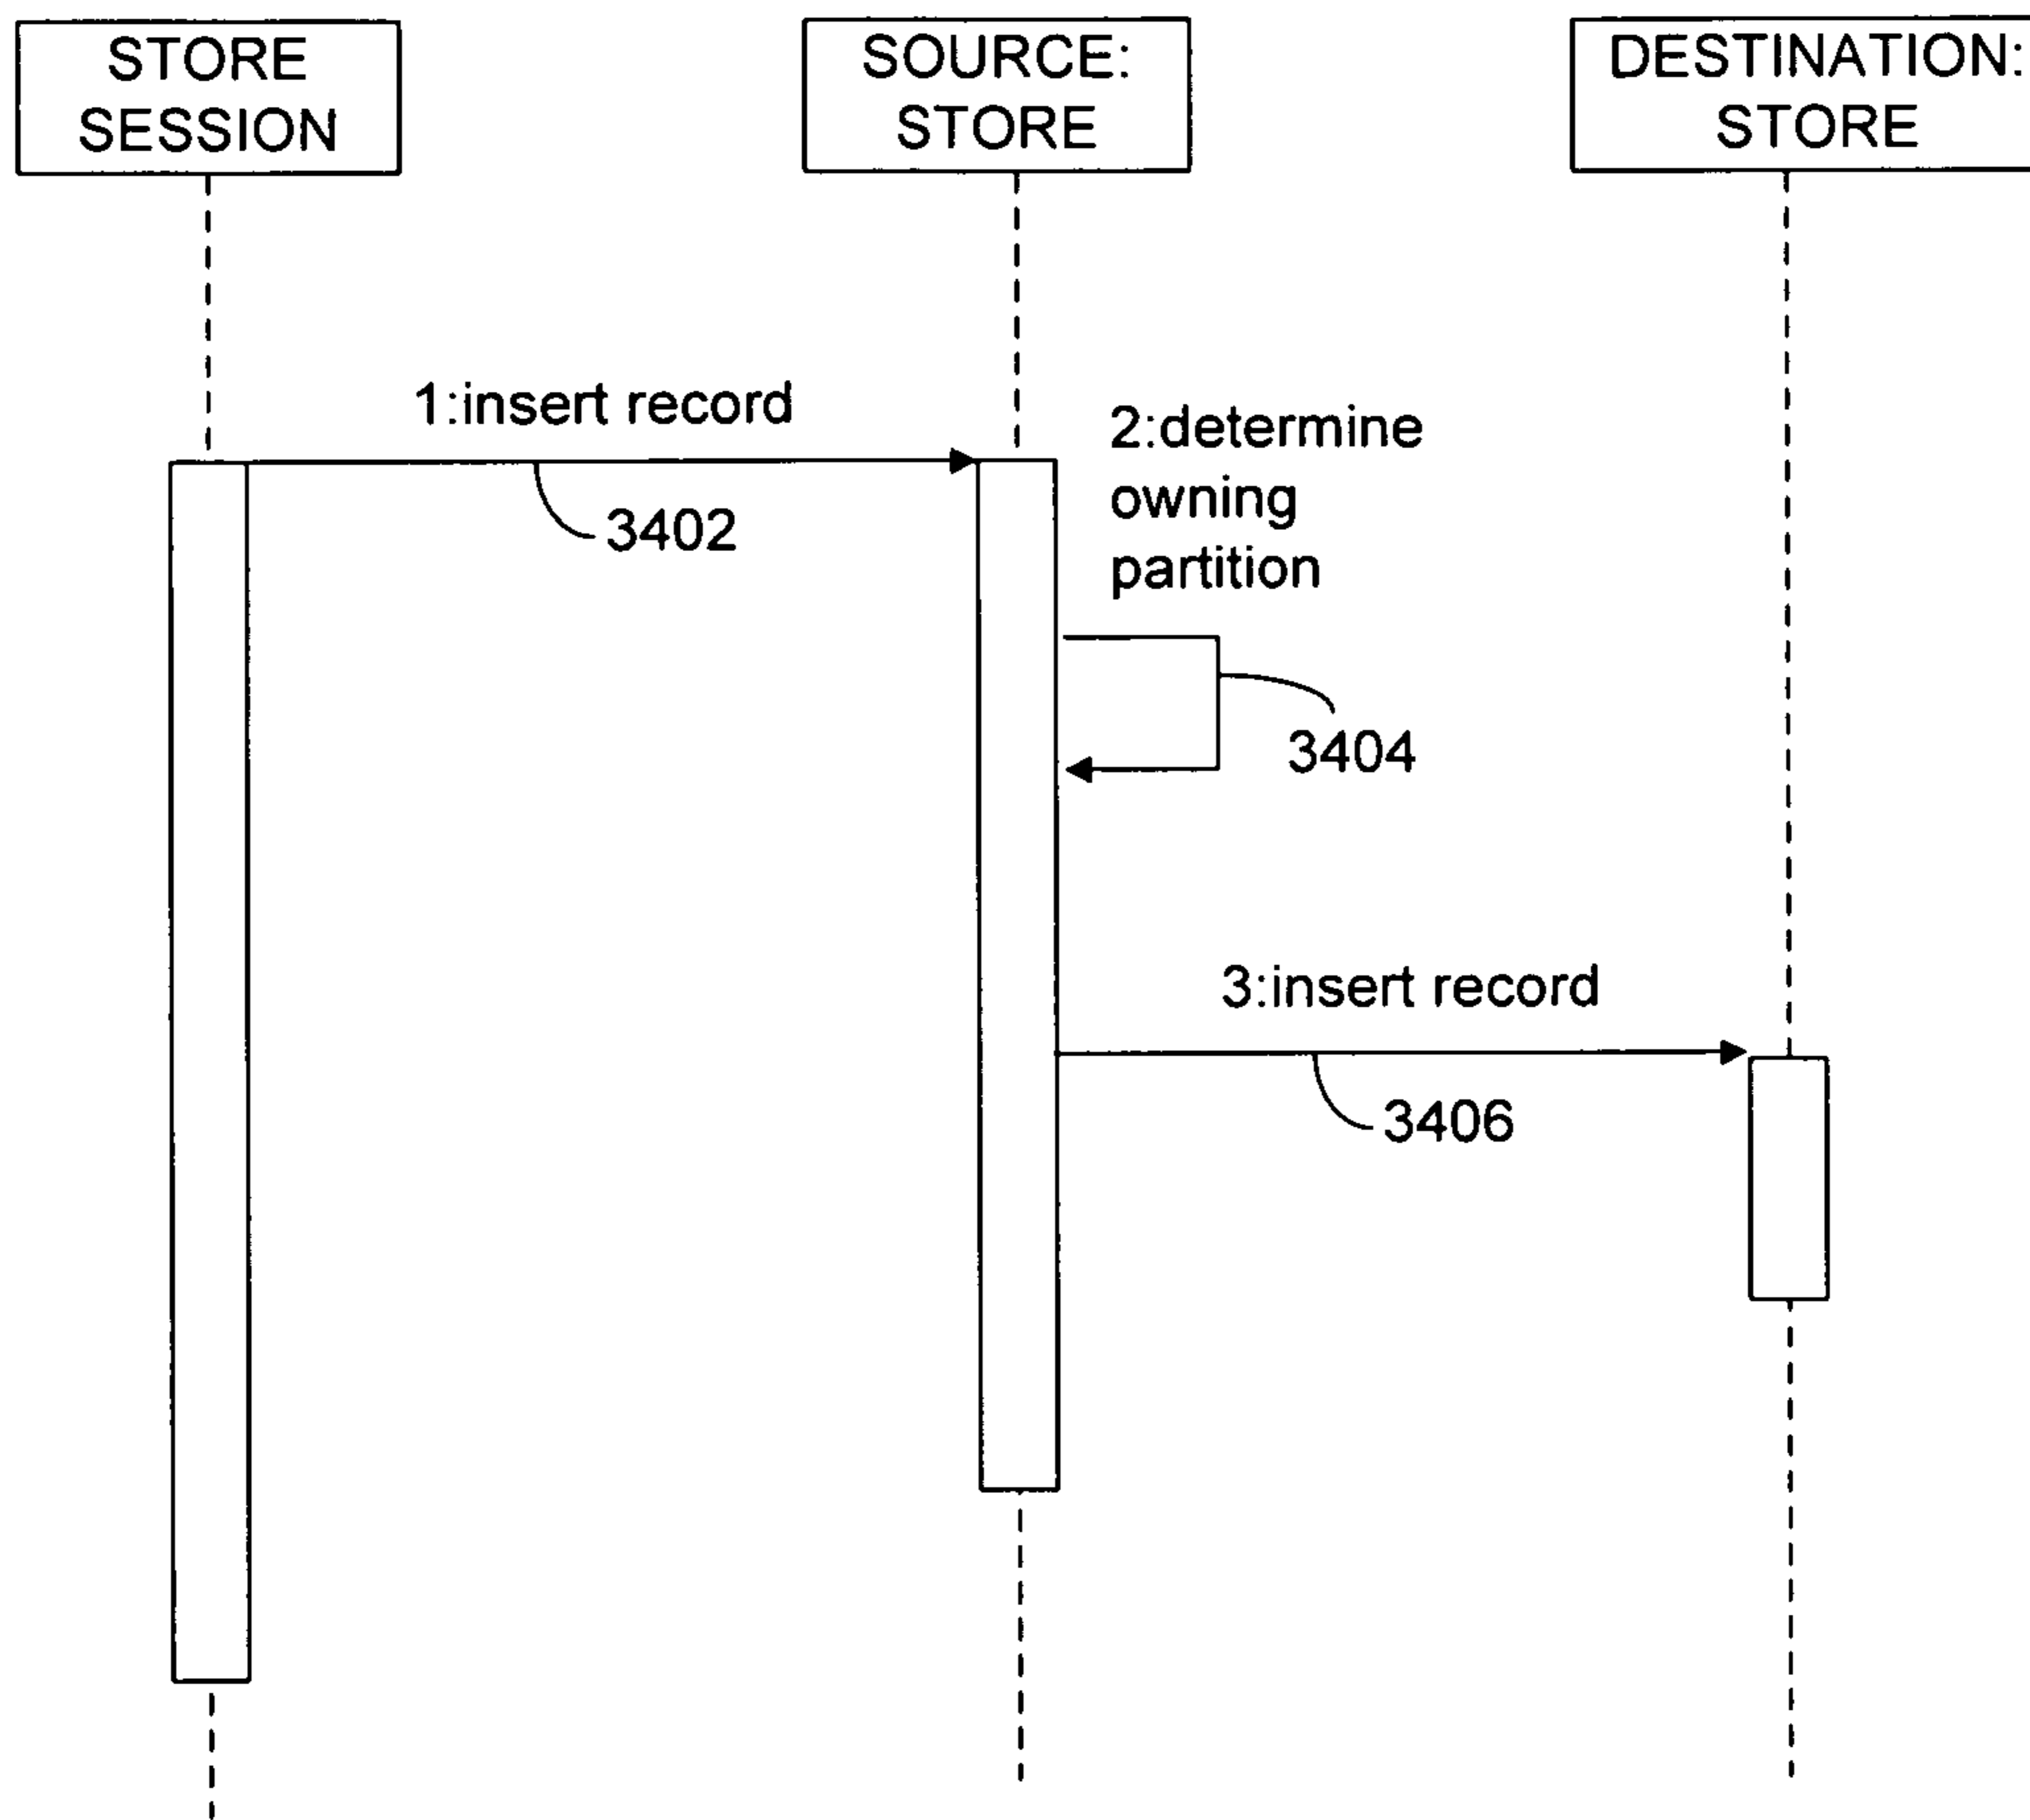 STORE
SESSION
SOURCE:
STORE
DESTINATION:
STORE
1:insert record
3402
2:determine
owning
partition
3404
3:insert record
3406